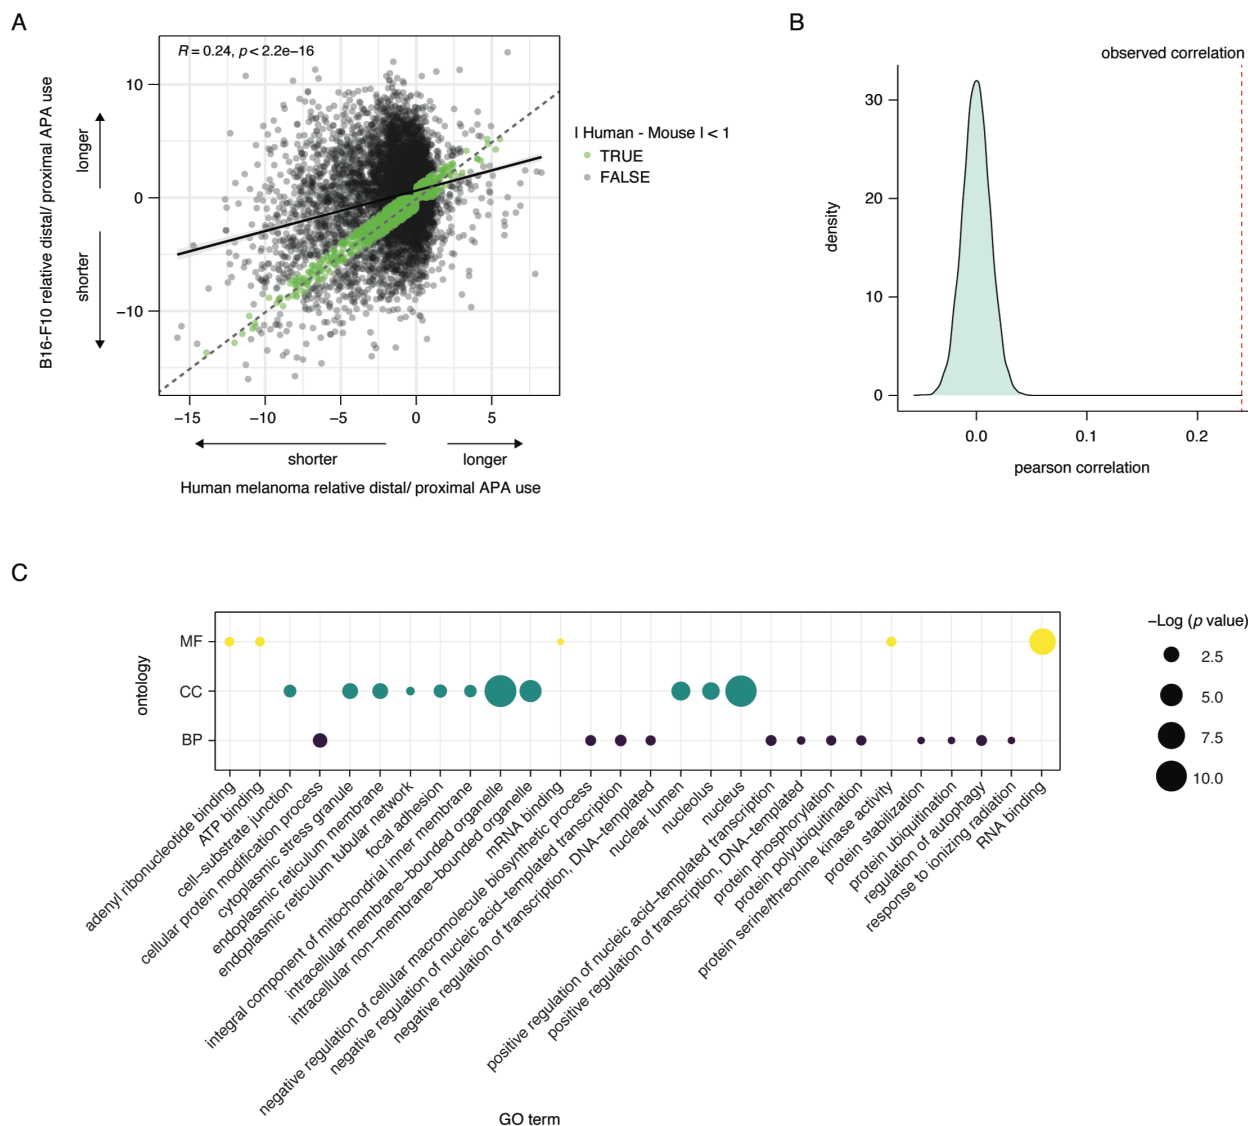 A
R = 0.24, p < 2.2e−16
10
0
−10
B16-F10 relative distal/ proximal APA use
longer
shorter
−15
−10
−5
0
5
shorter
longer
Human melanoma relative distal/ proximal APA use
I Human - Mouse I < 1
TRUE
FALSE
B
observed correlation
30
20
10
0
density
0.0
0.1
0.2
pearson correlation
C
MF
CC
BP
ontology
adenyl ribonucleotide binding
ATP binding
cell−substrate junction
cellular protein modification process
cytoplasmic stress granule
endoplasmic reticulum membrane
endoplasmic reticulum tubular network
focal adhesion
integral component of mitochondrial inner membrane
intracellular membrane−bounded organelle
intracellular non−membrane−bounded organelle
mRNA binding
negative regulation of cellular macromolecule biosynthetic process
negative regulation of nucleic acid−templated transcription
negative regulation of transcription, DNA−templated
nuclear lumen
nucleolus
nucleus
positive regulation of nucleic acid−templated transcription
positive regulation of transcription, DNA−templated
protein phosphorylation
protein polyubiquitination
protein serine/threonine kinase activity
protein stabilization
protein ubiquitination
regulation of autophagy
response to ionizing radiation
RNA binding
GO term
−Log (p value)
2.5
5.0
7.5
10.0